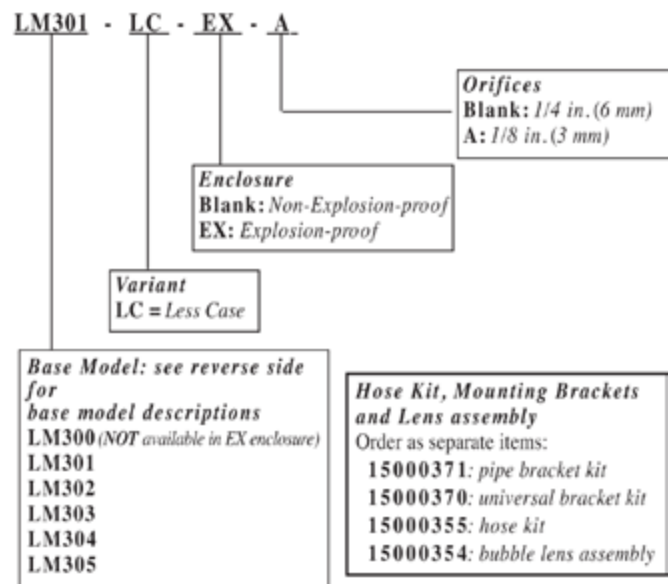 LM301 - LC - EX - A
Orifices
Blank: 1/4 in. (6 mm)
A: 1/8 in. (3 mm)
Enclosure
Blank: Non-Explosion-proof
EX: Explosion-proof
Variant
LC = Less Case
Base Model: see reverse side
for
base model descriptions
LM300 (NOT available in EX enclosure)
LM301
LM302
LM303
LM304
LM305
Hose Kit, Mounting Brackets
and Lens assembly
Order as separate items:
15000371: pipe bracket kit
15000370: universal bracket kit
15000355: hose kit
15000354: bubble lens assembly